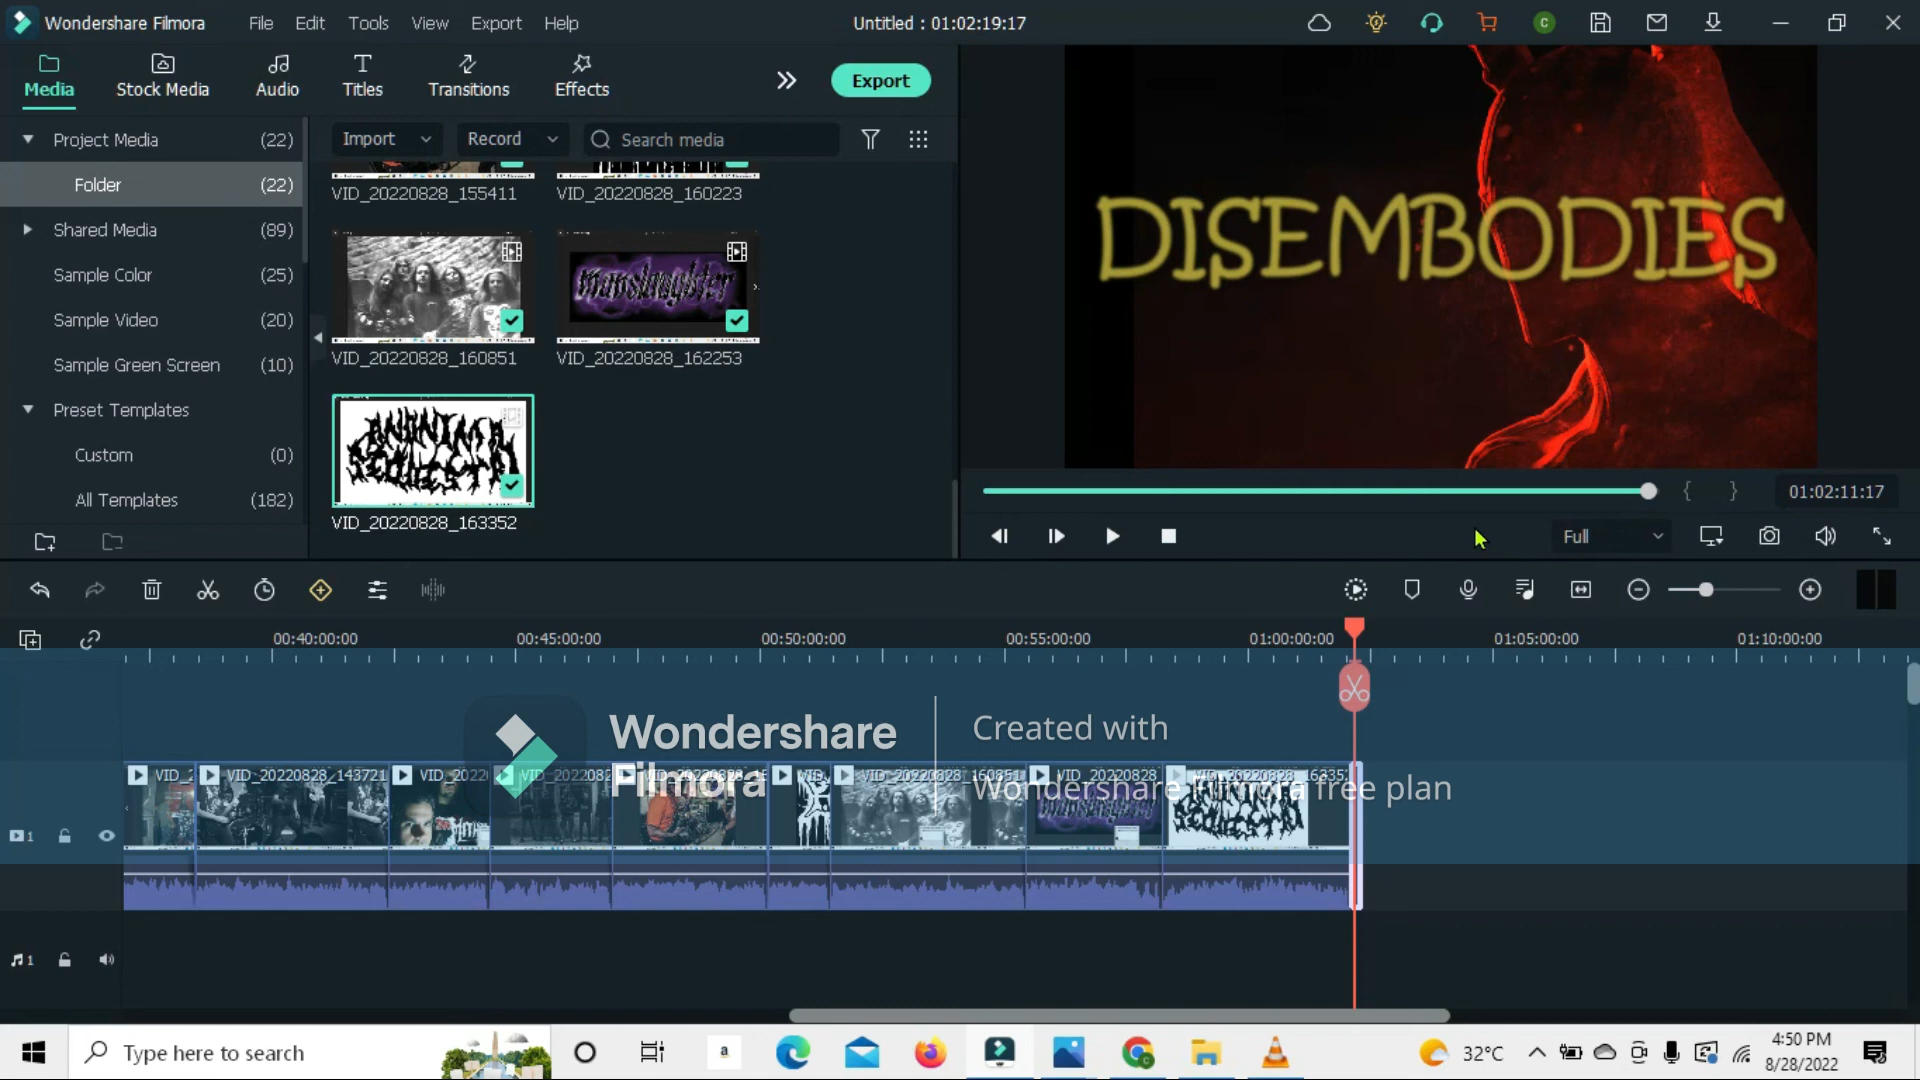 Wondershare Filmora
File Edit Tools View Export Help
Untitled : 01:02:19:17
C
Media
Stock Media
Audio
Titles
Transitions
Effects
Export
Project Media (22)
Folder (22)
Shared Media (89)
Sample Color (25)
Sample Video (20)
Sample Green Screen (10)
Preset Templates
Custom (0)
All Templates (182)
Import
Record
Search media
VID_20220828_155411
VID_20220828_160223
manslaughter
VID_20220828_160851
VID_20220828_162253
VID_20220828_163352
DISEMBODIES
01:02:11:17
Full
00:40:00:00
00:45:00:00
00:50:00:00
00:55:00:00
01:00:00:00
01:05:00:00
01:10:00:00
Wondershare
Filmora
Created with
Wondershare Filmora free plan
VID_20220828_143721
VID_20220828_160851
VID_20220828
1
1
Type here to search
a
32°C
4:50 PM
8/28/2022